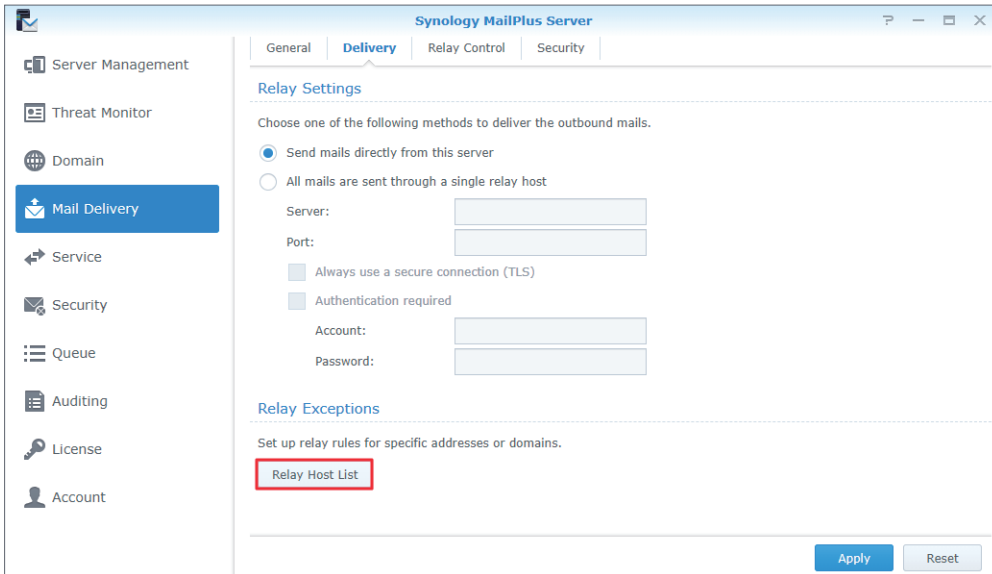 Synology MailPlus Server
Server Management
Threat Monitor
Domain
Mail Delivery
Service
Security
Queue
Auditing
License
Account
General
Delivery
Relay Control
Security
Relay Settings
Choose one of the following methods to deliver the outbound mails.
Send mails directly from this server
All mails are sent through a single relay host
Server:
Port:
Always use a secure connection (TLS)
Authentication required
Account:
Password:
Relay Exceptions
Set up relay rules for specific addresses or domains.
Relay Host List
Apply
Reset